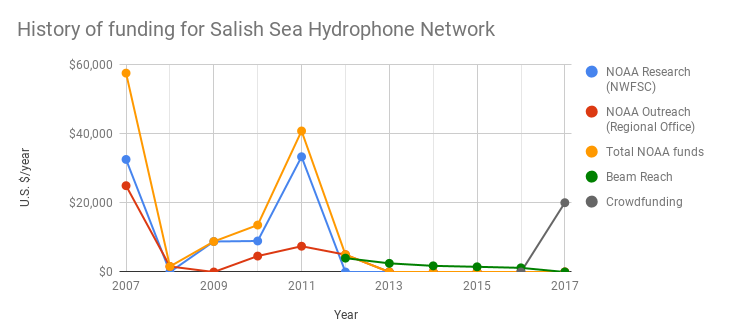 History of funding for Salish Sea Hydrophone Network
$60,000
$40,000
$20,000
$0
U.S. $/year
2007
2009
2011
2013
2015
2017
Year
NOAA Research
(NWFSC)
NOAA Outreach
(Regional Office)
Total NOAA funds
Beam Reach
Crowdfunding